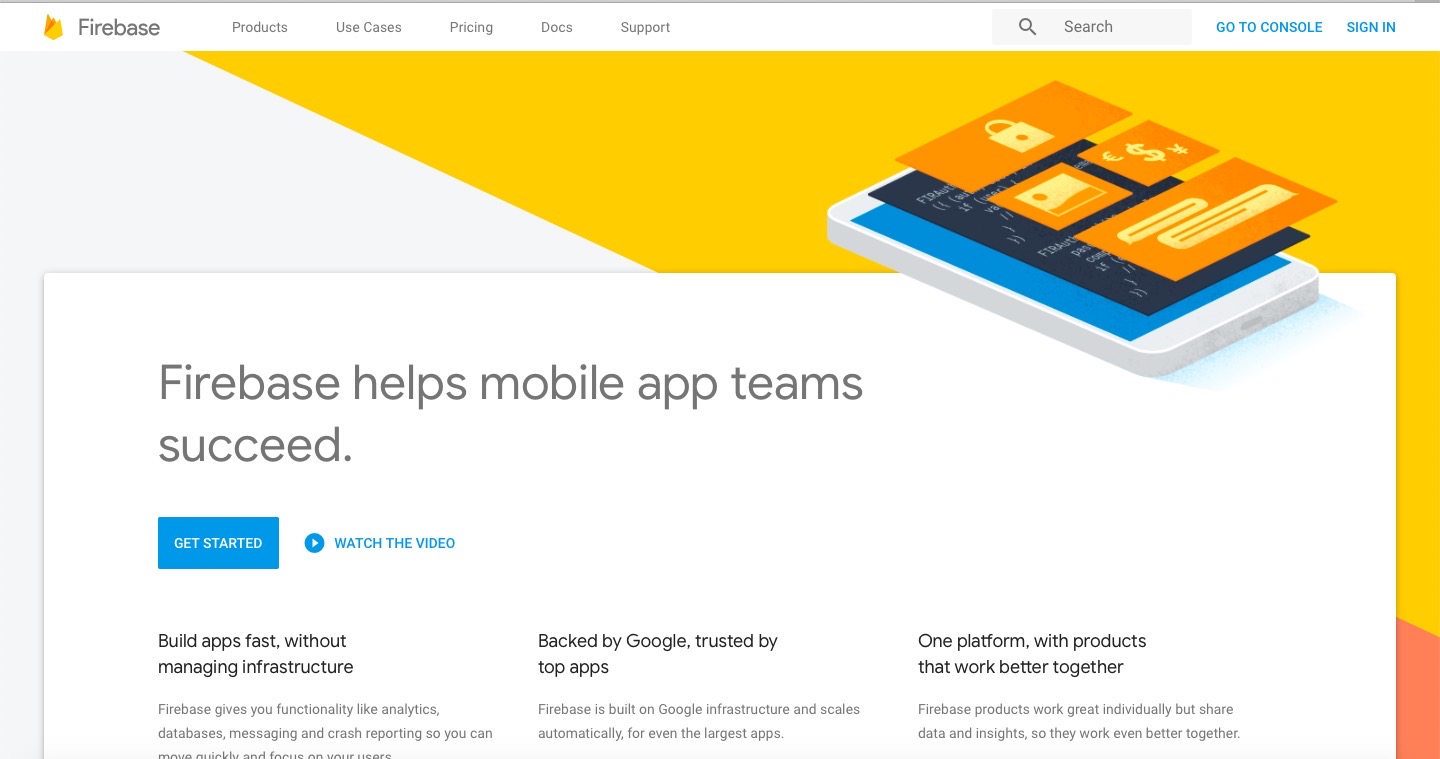 Firebase
Products
Use Cases
Pricing
Docs
Support
Search
GO TO CONSOLE
SIGN IN
Firebase helps mobile app teams
succeed.
GET STARTED
WATCH THE VIDEO
Build apps fast, without
managing infrastructure
Firebase gives you functionality like analytics,
databases, messaging and crash reporting so you can
move quickly and focus on your users.
Backed by Google, trusted by
top apps
Firebase is built on Google infrastructure and scales
automatically, for even the largest apps.
One platform, with products
that work better together
Firebase products work great individually but share
data and insights, so they work even better together.